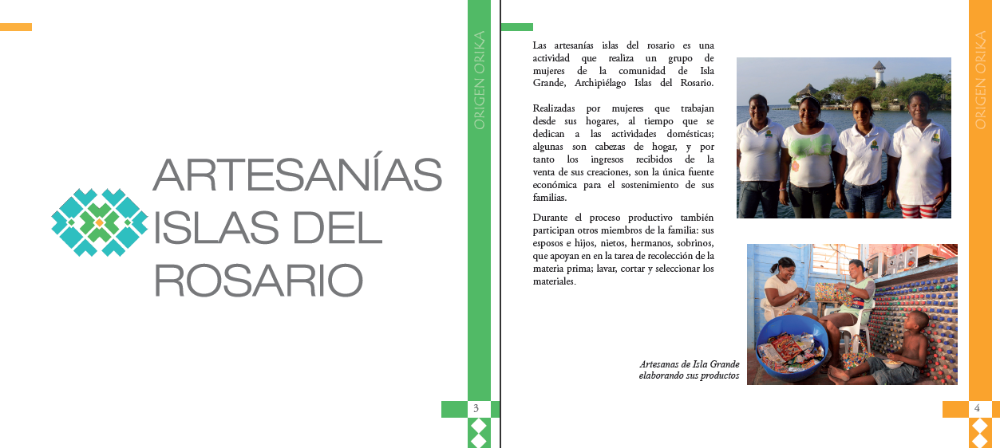 ORIGEN ORIKA
ARTESANÍAS
ISLAS DEL
ROSARIO
3
ORIGEN ORIKA
Las artesanías islas del rosario es una
actividad que realiza un grupo de
mujeres de la comunidad de Isla
Grande, Archipiélago Islas del Rosario.
Realizadas por mujeres que trabajan
desde sus hogares, al tiempo que se
dedican a las actividades domésticas;
algunas son cabezas de hogar, y por
tanto los ingresos recibidos de la
venta de sus creaciones, son la única fuente
económica para el sostenimiento de sus
familias.
Durante el proceso productivo también
participan otros miembros de la familia: sus
esposos e hijos, nietos, hermanos, sobrinos,
que apoyan en en la tarea de recolección de la
materia prima; lavar, cortar y seleccionar los
materiales.
Artesanas de Isla Grande
elaborando sus productos
4